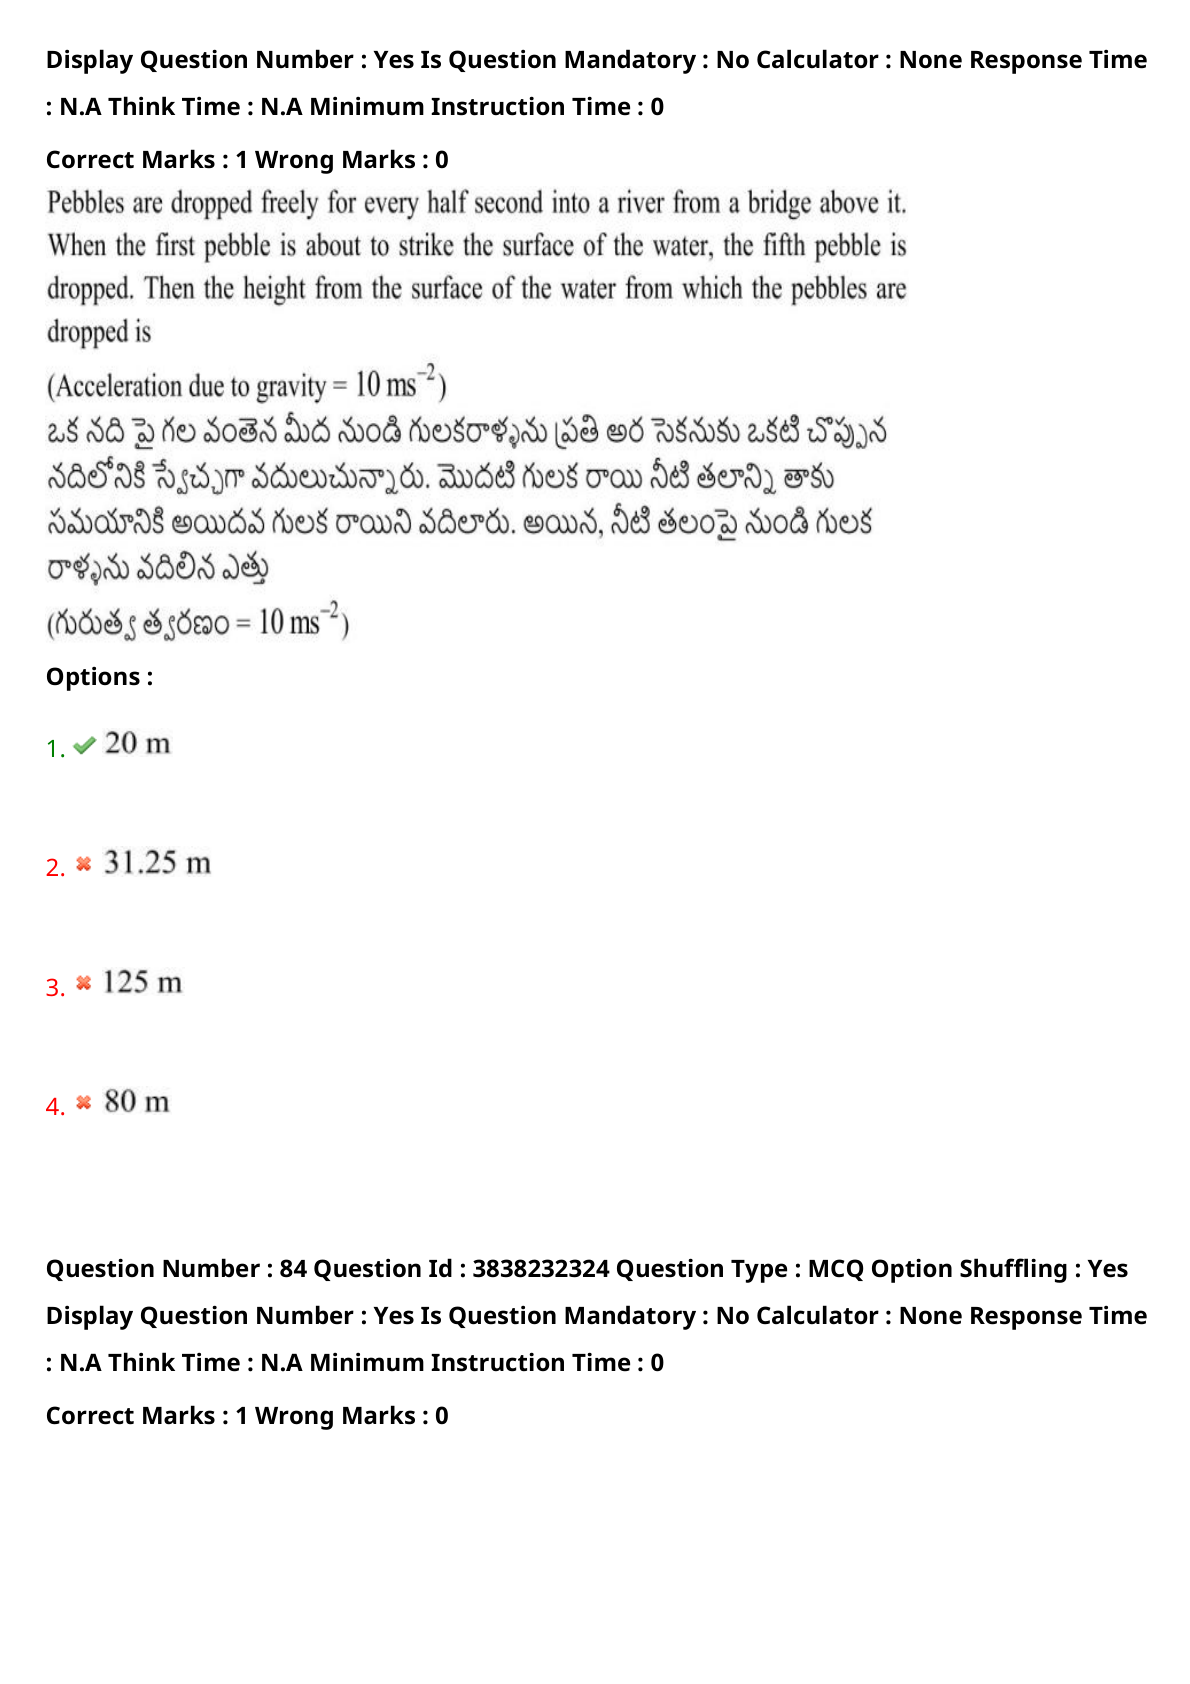 Display Question Number : Yes Is Question Mandatory : No Calculator : None Response Time
: N.A Think Time : N.A Minimum Instruction Time : 0
Correct Marks : 1 Wrong Marks : 0
Pebbles are dropped freely for every half second into a river from a bridge above it.
When the first pebble is about to strike the surface of the water, the fifth pebble is
dropped. Then the height from the surface of the water from which the pebbles are
dropped is
(Acceleration due to gravity = 10 ms⁻²)
ఒక నది పై గల వంతెన మీద నుండి గులకరాళ్ళను ప్రతి అర సెకనుకు ఒకటి చొప్పున
నదిలోనికి స్వేచ్ఛగా వదులుచున్నారు. మొదటి గులక రాయి నీటి తలాన్ని తాకు
సమయానికి అయిదవ గులక రాయిని వదిలారు. అయిన, నీటి తలంపై నుండి గులక
రాళ్ళను వదిలిన ఎత్తు
(గురుత్వ త్వరణం = 10 ms⁻²)
Options :
1. 20 m
2. 31.25 m
3. 125 m
4. 80 m
Question Number : 84 Question Id : 3838232324 Question Type : MCQ Option Shuffling : Yes
Display Question Number : Yes Is Question Mandatory : No Calculator : None Response Time
: N.A Think Time : N.A Minimum Instruction Time : 0
Correct Marks : 1 Wrong Marks : 0